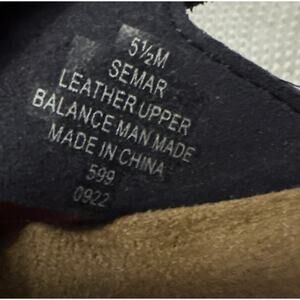 5½M
SEMAR
LEATHER UPPER
BALANCE MAN MADE
MADE IN CHINA
599
0922